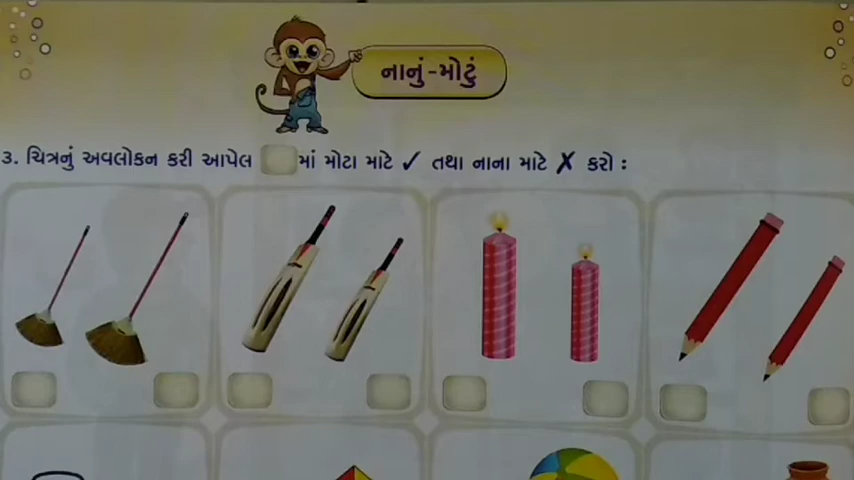 નાનું-મોટું
૩. ચિત્રનું અવલોકન કરી આપેલ માં મોટા માટે ✓ તથા નાના માટે ✗ કરો :